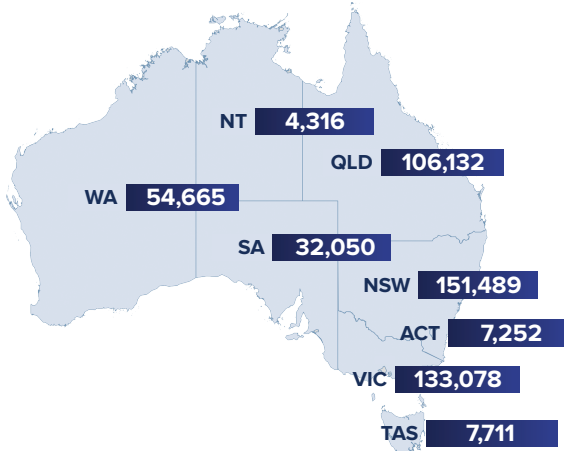 NT 4,316
QLD 106,132
WA 54,665
SA 32,050
NSW 151,489
ACT 7,252
VIC 133,078
TAS 7,711